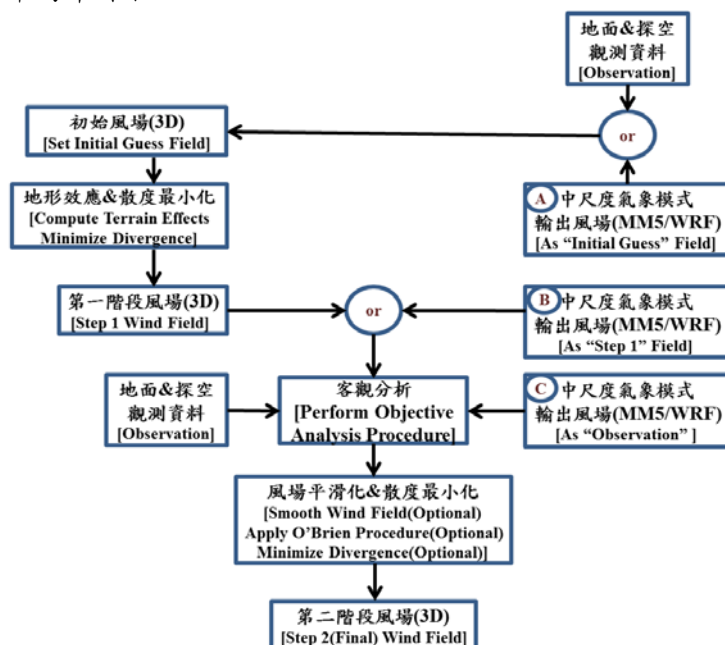 地面&探空
觀測資料
[Observation]
or
初始風場(3D)
[Set Initial Guess Field]
地形效應&散度最小化
[Compute Terrain Effects
Minimize Divergence]
A 中尺度氣象模式
輸出風場(MM5/WRF)
[As "Initial Guess" Field]
第一階段風場(3D)
[Step 1 Wind Field]
or
B 中尺度氣象模式
輸出風場(MM5/WRF)
[As "Step 1" Field]
地面&探空
觀測資料
[Observation]
客觀分析
[Perform Objective
Analysis Procedure]
C 中尺度氣象模式
輸出風場(MM5/WRF)
[As "Observation" ]
風場平滑化&散度最小化
[Smooth Wind Field(Optional)
Apply O'Brien Procedure(Optional)
Minimize Divergence(Optional)]
第二階段風場(3D)
[Step 2(Final) Wind Field]